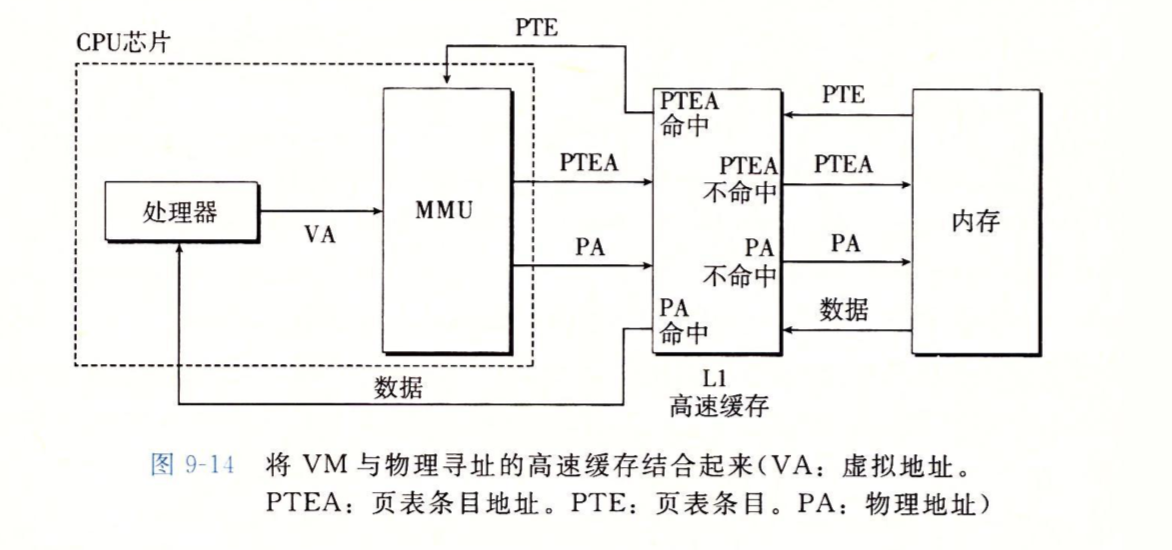 PTE
CPU芯片
PTEA
命中
PTE
PTEA
PTEA
不命中
PTEA
处理器
VA
MMU
内存
PA
PA
不命中
PA
PA
命中
数据
数据
L1
高速缓存
图 9-14 将 VM 与物理寻址的高速缓存结合起来(VA：虚拟地址。
PTEA：页表条目地址。PTE：页表条目。PA：物理地址)